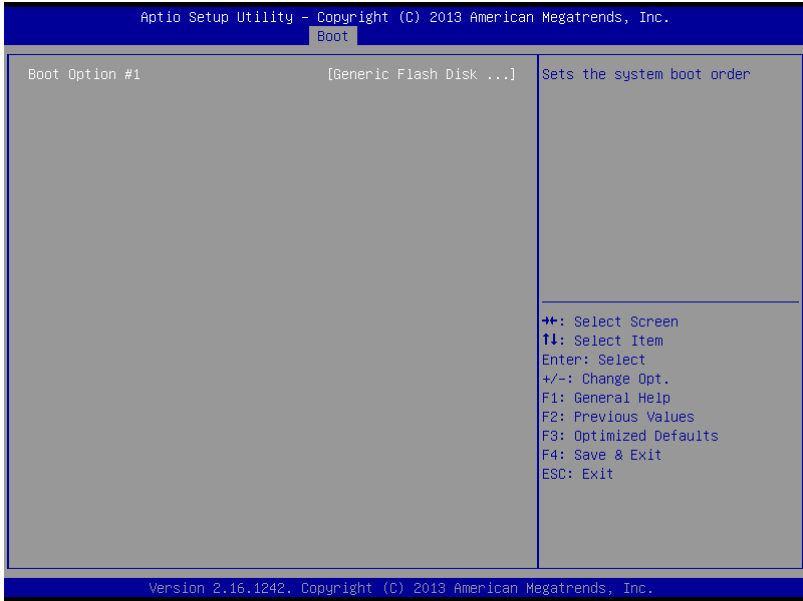 Aptio Setup Utility – Copyright (C) 2013 American Megatrends, Inc.
Boot
Boot Option #1 [Generic Flash Disk ...]
Sets the system boot order
→←: Select Screen
↑↓: Select Item
Enter: Select
+/-: Change Opt.
F1: General Help
F2: Previous Values
F3: Optimized Defaults
F4: Save & Exit
ESC: Exit
Version 2.16.1242. Copyright (C) 2013 American Megatrends, Inc.